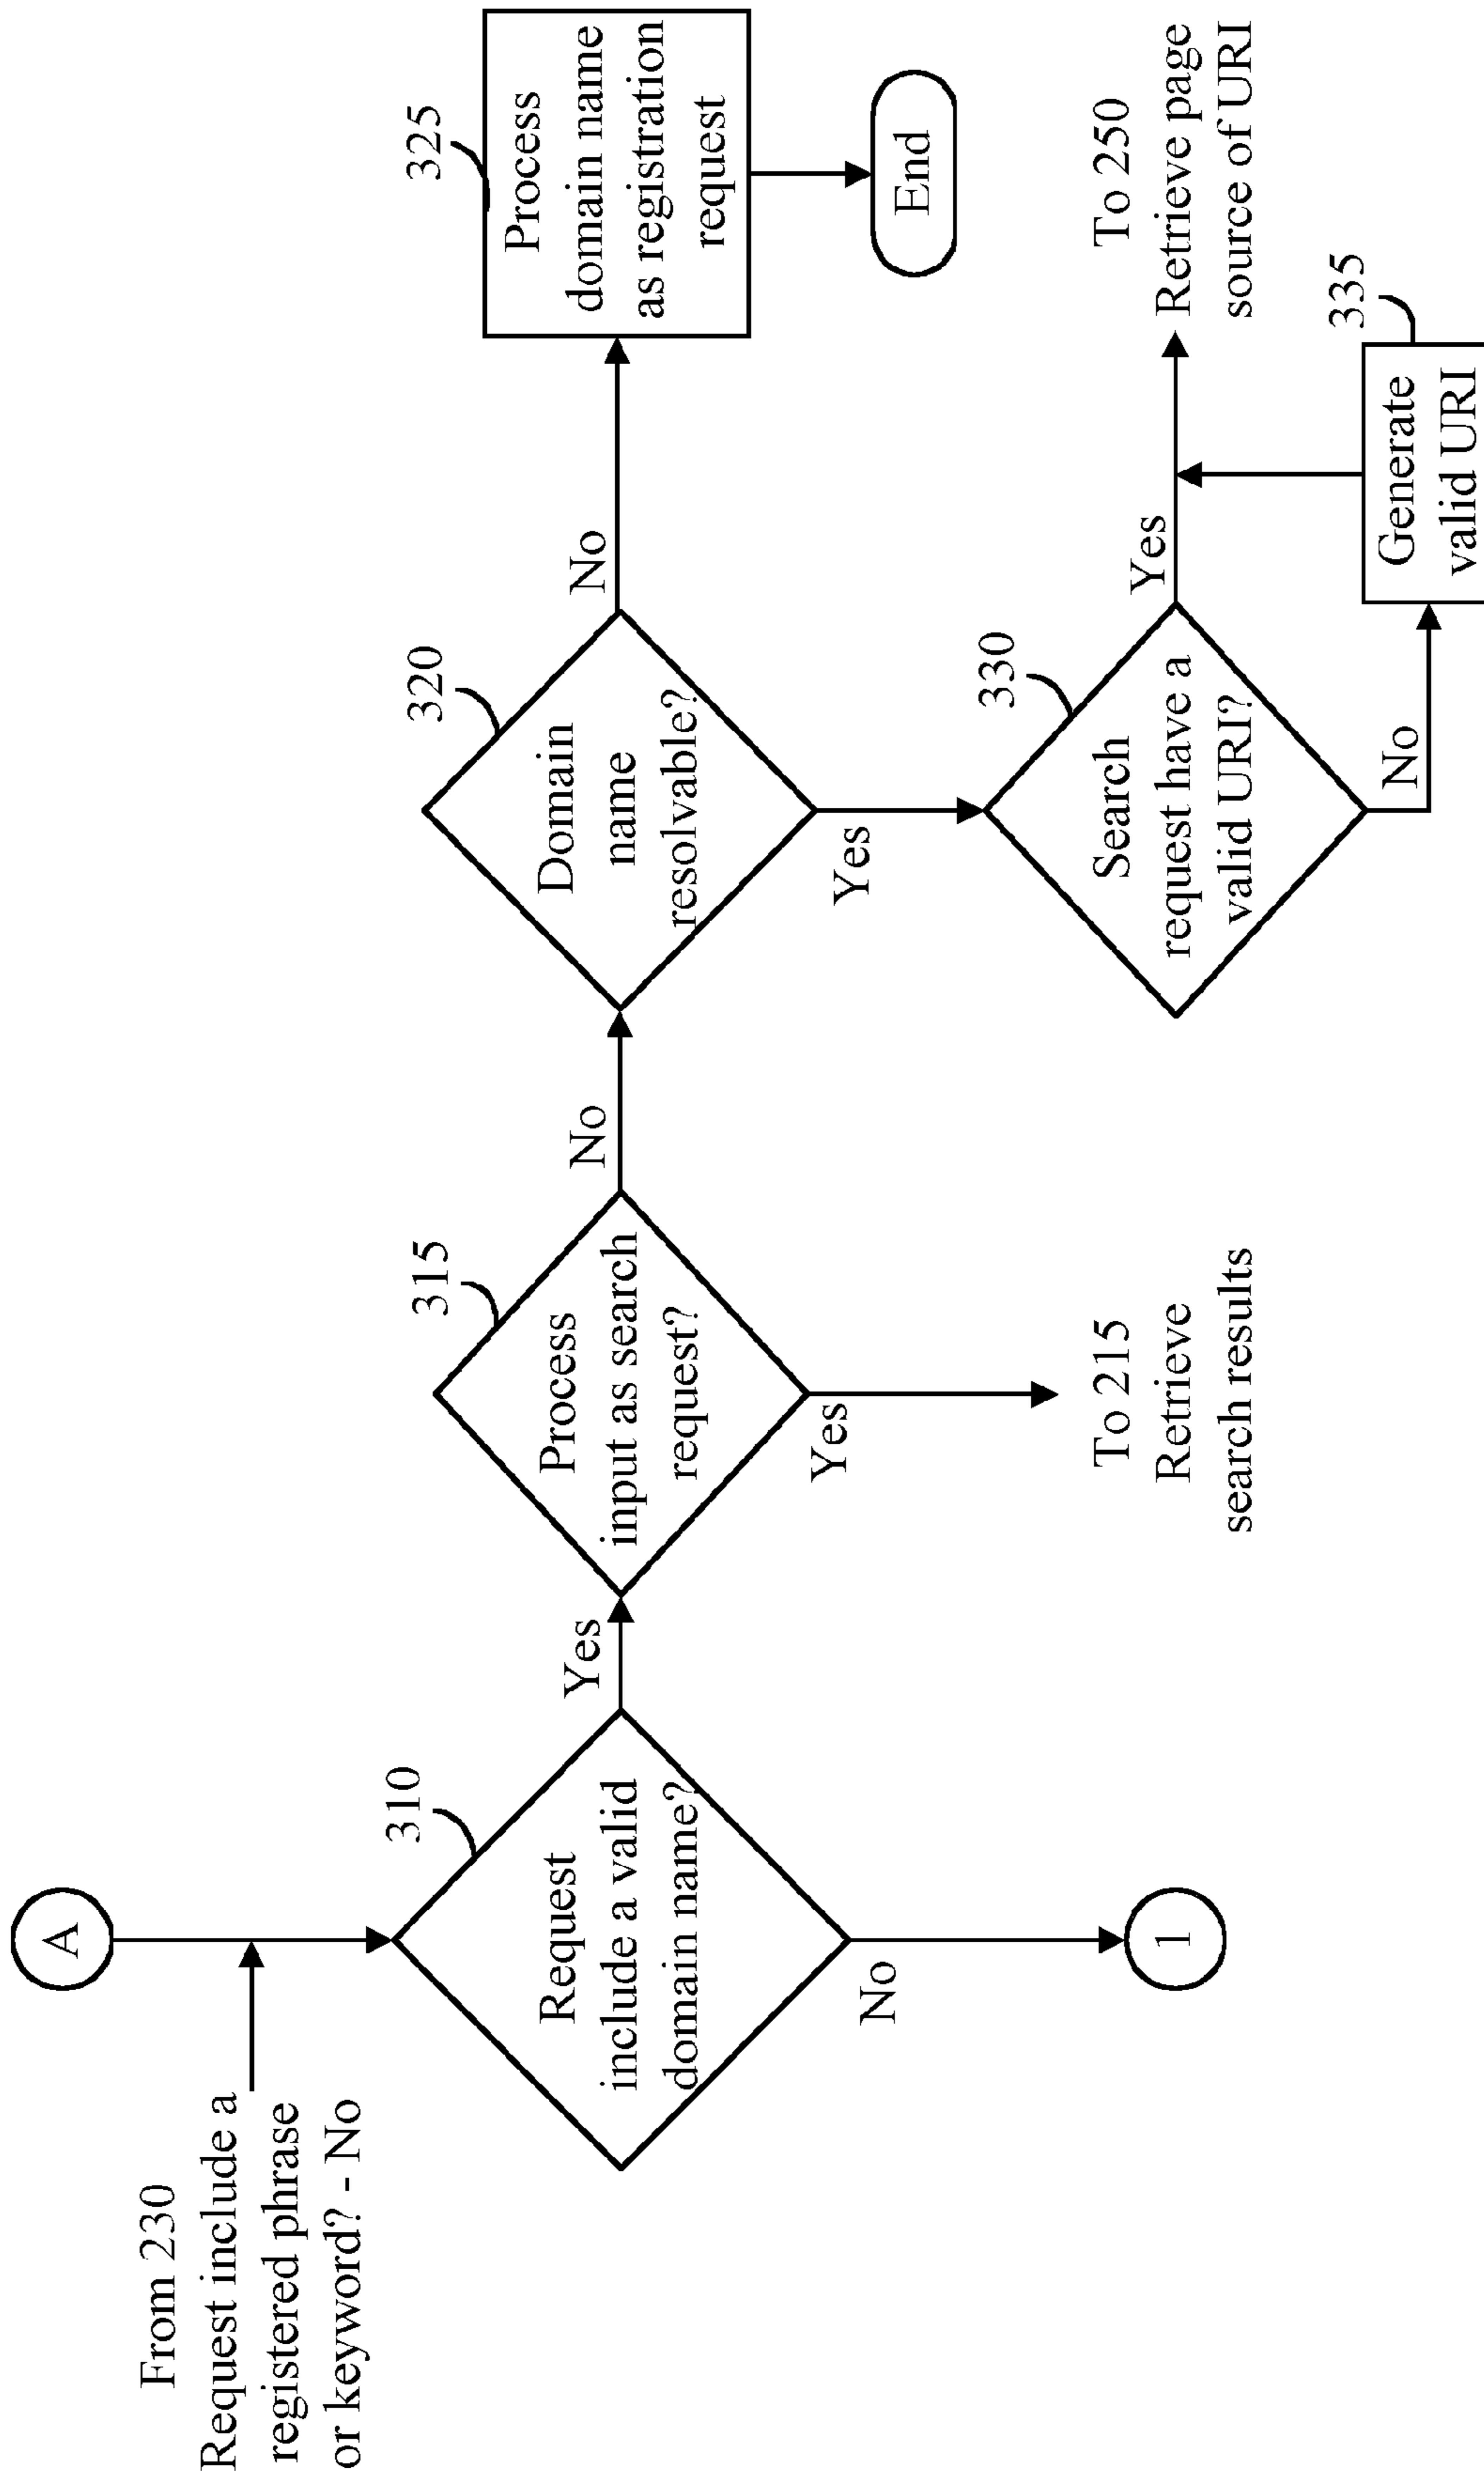 A
From 230
Request include a
registered phrase
or keyword? - No
310
Request
include a valid
domain name?
Yes
No
1
315
Process
input as search
request?
No
Yes
To 215
Retrieve
search results
320
Domain
name
resolvable?
No
Yes
325
Process
domain name
as registration
request
End
330
Search
request have a
valid URI?
Yes
No
To 250
Retrieve page
source of URI
335
Generate
valid URI